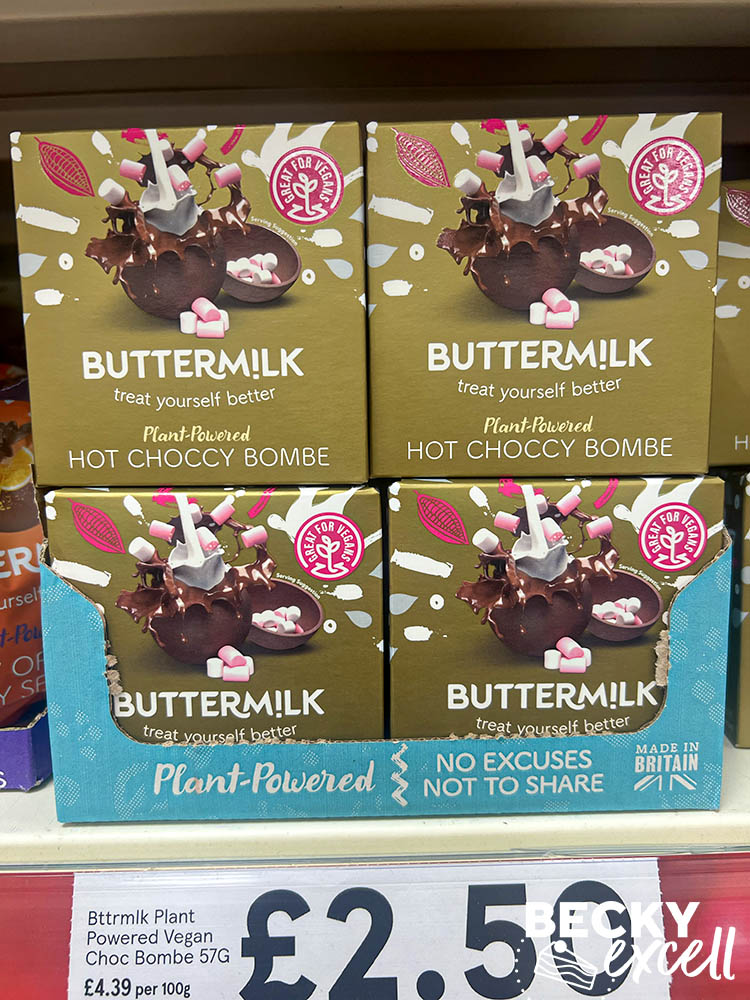 GREAT FOR VEGANS
Serving Suggestion
BUTTERM!LK
treat yourself better
Plant-Powered
HOT CHOCCY BOMBE
GREAT FOR VEGANS
Serving Suggestion
BUTTERM!LK
treat yourself better
Plant-Powered
HOT CHOCCY BOMBE
H
GREAT FOR VEGANS
Serving Suggestion
BUTTERM!LK
treat yourself better
GREAT FOR VEGANS
Serving Suggestion
BUTTERM!LK
treat yourself better
Plant-Powered
NO EXCUSES
NOT TO SHARE
MADE IN
BRITAIN
Bttrmlk Plant
Powered Vegan
Choc Bombe 57G
£4.39 per 100g
£2.50
BECKY
excell